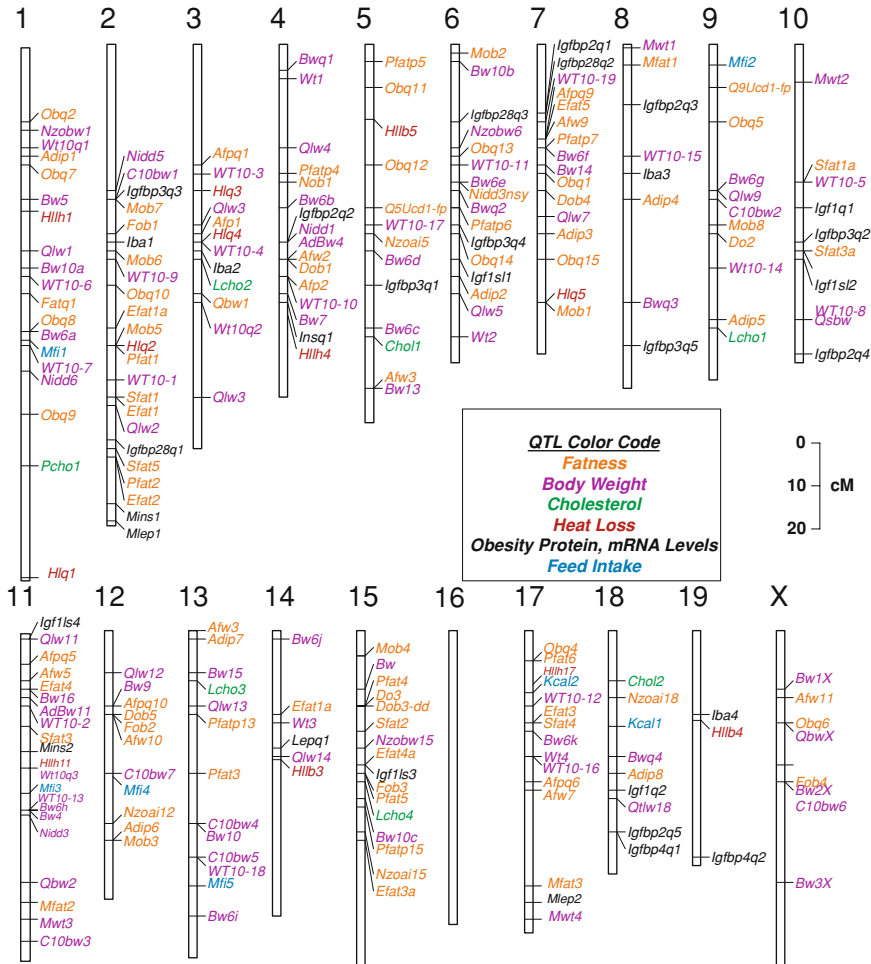 1 2 3 4 5 6 7 8 9 10
Obq2
Nzobw1
Wt10q1
Adip1
Obq7
Bw5
Hllh1
Qlw1
Bw10a
WT10-6
Fatq1
Obq8
Bw6a
Mfi1
WT10-7
Nidd6
Obq9
Pcho1
Hlq1
Nidd5
C10bw1
Igfbp3q3
Mob7
Fob1
Iba1
Mob6
WT10-9
Obq10
Efat1a
Mob5
Hlq2
Pfat1
WT10-1
Sfat1
Efat1
Qlw2
Igfbp28q1
Sfat5
Pfat2
Efat2
Mins1
Mlep1
Afpq1
WT10-3
Hlq3
Qlw3
Afp1
Hlq4
WT10-4
Iba2
Lcho2
Qbw1
Wt10q2
Qlw3
Bwq1
Wt1
Qlw4
Pfatp4
Nob1
Bw6b
Igfbp2q2
Nidd1
AdBw4
Afw2
Dob1
Afp2
WT10-10
Bw7
Insq1
Hllh4
Pfatp5
Obq11
Hllb5
Obq12
Q5Ucd1-fp
WT10-17
Nzoai5
Bw6d
Igfbp3q1
Bw6c
Chol1
Afw3
Bw13
Mob2
Bw10b
Igfbp28q3
Nzobw6
Obq13
WT10-11
Bw6e
Nidd3nsy
Bwq2
Pfatp6
Igfbp3q4
Obq14
Igf1sl1
Adip2
Qlw5
Wt2
Igfbp2q1
Igfbp28q2
WT10-19
Afpq9
Efat5
Afw9
Pfatp7
Bw6f
Bw14
Obq1
Dob4
Qlw7
Adip3
Obq15
Hlq5
Mob1
Mwt1
Mfat1
Igfbp2q3
WT10-15
Iba3
Adip4
Bwq3
Igfbp3q5
Mfi2
Q9Ucd1-fp
Obq5
Bw6g
Qlw9
C10bw2
Mob8
Do2
Wt10-14
Adip5
Lcho1
Mwt2
Sfat1a
WT10-5
Igf1q1
Igfbp3q2
Sfat3a
Igf1sl2
WT10-8
Qsbw
Igfbp2q4
QTL Color Code
Fatness
Body Weight
Cholesterol
Heat Loss
Obesity Protein, mRNA Levels
Feed Intake
0
10 cM
20
11 12 13 14 15 16 17 18 19 X
Igf1ls4
Qlw11
Afpq5
Afw5
Efat4
Bw16
AdBw11
WT10-2
Sfat3
Mins2
Hllh11
Wt10q3
Mfi3
WT10-13
Bw6h
Bw4
Nidd3
Qbw2
Mfat2
Mwt3
C10bw3
Qlw12
Bw9
Afpq10
Dob5
Fob2
Afw10
C10bw7
Mfi4
Nzoai12
Adip6
Mob3
Afw3
Adip7
Bw15
Lcho3
Qlw13
Pfatp13
Pfat3
C10bw4
Bw10
C10bw5
WT10-18
Mfi5
Bw6i
Bw6j
Efat1a
Wt3
Lepq1
Qlw14
Hllb3
Mob4
Bw
Pfat4
Do3
Dob3-dd
Sfat2
Nzobw15
Efat4a
Igf1ls3
Fob3
Pfat5
Lcho4
Bw10c
Pfatp15
Nzoai15
Efat3a
Obq4
Pfat6
Hllh17
Kcal2
WT10-12
Efat3
Sfat4
Bw6k
Wt4
WT10-16
Afpq6
Afw7
Mfat3
Mlep2
Mwt4
Chol2
Nzoai18
Kcal1
Bwq4
Adip8
Igf1q2
Qtlw18
Igfbp2q5
Igfbp4q1
Iba4
Hllb4
Igfbp4q2
Bw1X
Afw11
Obq6
QbwX
Eob4
Bw2X
C10bw6
Bw3X